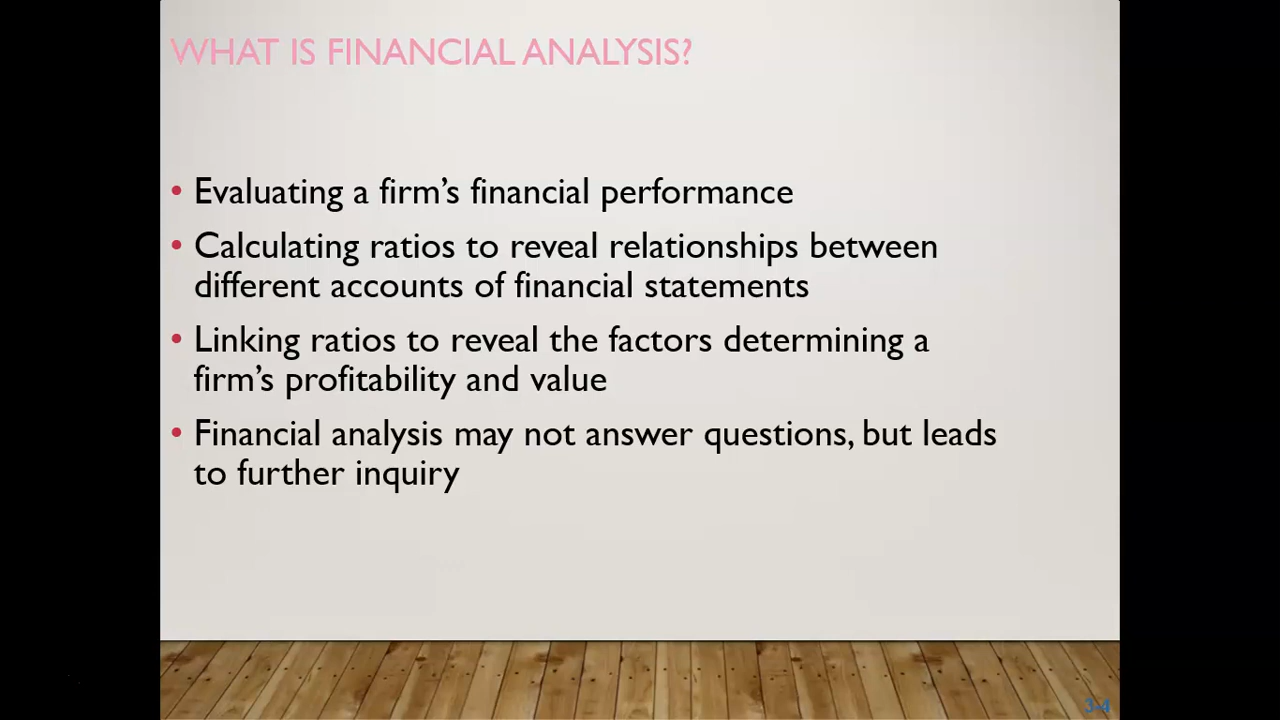 WHAT IS FINANCIAL ANALYSIS?
• Evaluating a firm’s financial performance
• Calculating ratios to reveal relationships between
different accounts of financial statements
• Linking ratios to reveal the factors determining a
firm’s profitability and value
• Financial analysis may not answer questions, but leads
to further inquiry
3-4